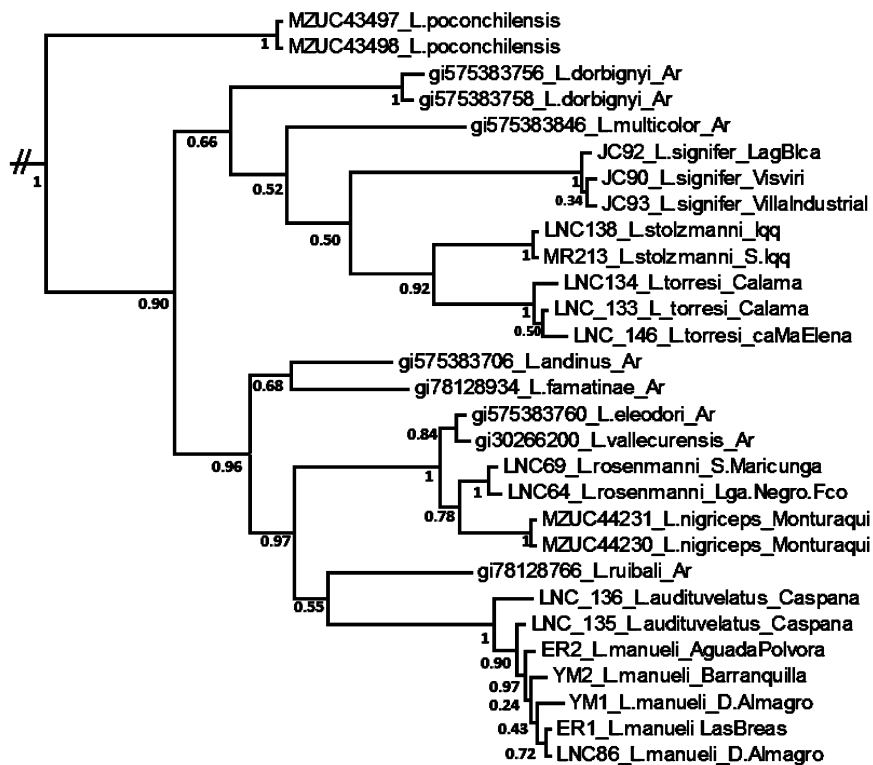 MZUC43497_L.poconchilensis
1
MZUC43498_L.poconchilensis
gi575383756_L.dorbignyi_Ar
1
gi575383758_L.dorbignyi_Ar
0.66
gi575383846_L.multicolor_Ar
JC92_L.signifer_LagBlca
1
1
JC90_L.signifer_Visviri
0.52
0.34
JC93_L.signifer_VillaIndustrial
LNC138_L.stolzmanni_Iqq
0.50
1
MR213_L.stolzmanni_S.Iqq
0.92
LNC134_L.torresi_Calama
0.90
1
LNC_133_L_torresi_Calama
0.50
LNC_146_L.torresi_caMaElena
gi575383706_L.andinus_Ar
0.68
gi78128934_L.famatinae_Ar
gi575383760_L.eleodori_Ar
0.84
gi30266200_L.vallecurensis_Ar
0.96
1
LNC69_L.rosenmanni_S.Maricunga
1
LNC64_L.rosenmanni_Lga.Negro.Fco
0.78
MZUC44231_L.nigriceps_Monturaqui
0.97
1
MZUC44230_L.nigriceps_Monturaqui
gi78128766_L.ruibali_Ar
0.55
LNC_136_L.audituvelatus_Caspana
1
LNC_135_L.audituvelatus_Caspana
0.90
ER2_L.manueli_AguadaPolvora
0.97
YM2_L.manueli_Barranquilla
0.24
YM1_L.manueli_D.Almagro
0.43
ER1_L.manueli LasBreas
0.72
LNC86_L.manueli_D.Almagro